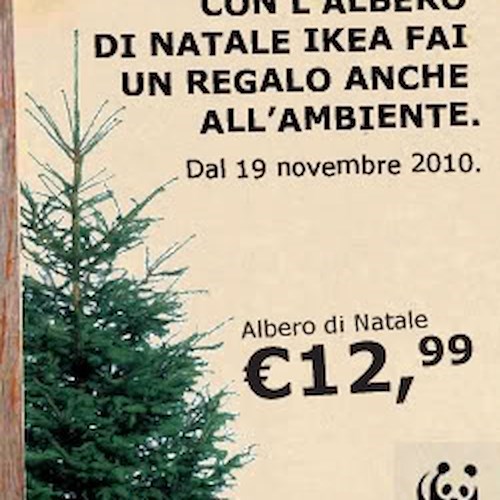 CON L'ALBERO
DI NATALE IKEA FAI
UN REGALO ANCHE
ALL'AMBIENTE.
Dal 19 novembre 2010.
Albero di Natale
€12,99